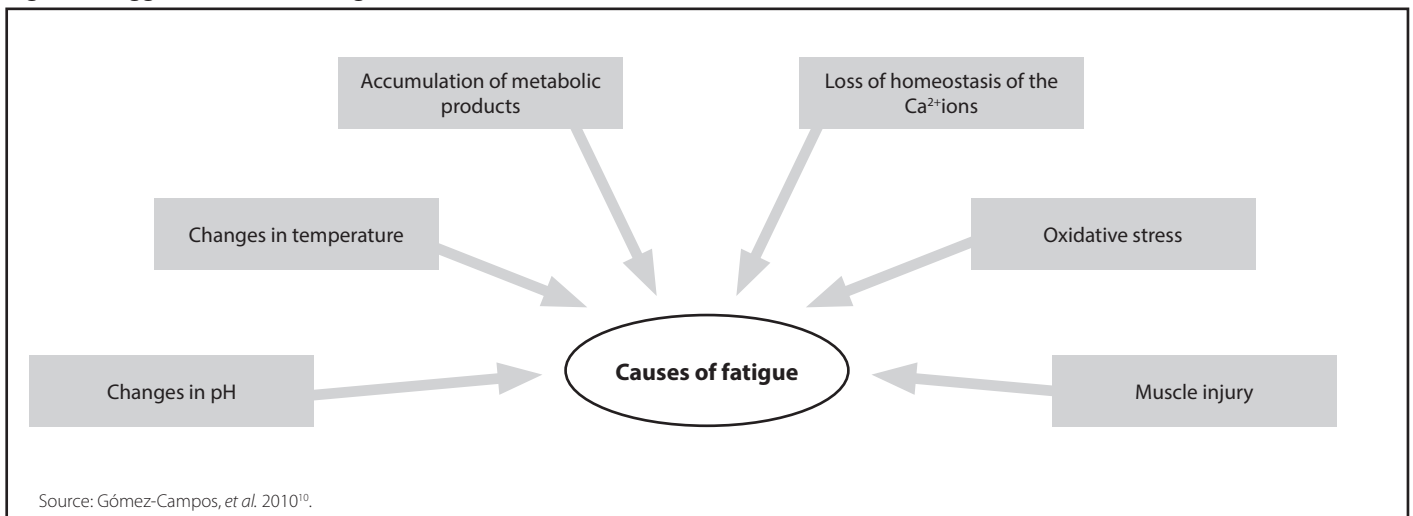 Accumulation of metabolic
products
Loss of homeostasis of the
Ca²⁺ions
Changes in temperature
Oxidative stress
Causes of fatigue
Changes in pH
Muscle injury
Source: Gómez-Campos, et al. 2010¹⁰.